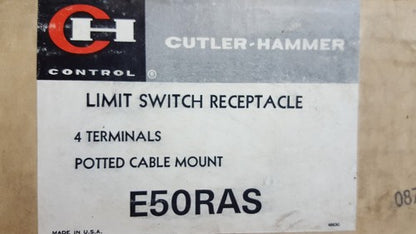 CH
CONTROL ®
CUTLER-HAMMER
LIMIT SWITCH RECEPTACLE
4 TERMINALS
POTTED CABLE MOUNT
E50RAS
087
MADE IN U.S.A.